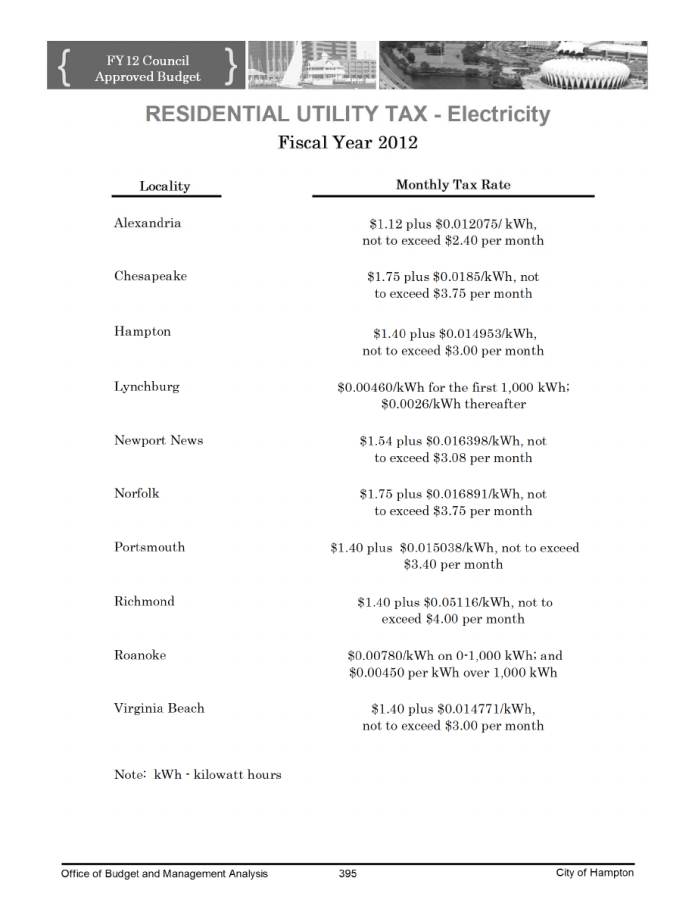 FY12 Council
Approved Budget
RESIDENTIAL UTILITY TAX - Electricity
Fiscal Year 2012
Locality
Monthly Tax Rate
Alexandria
$1.12 plus $0.012075/ kWh,
not to exceed $2.40 per month
Chesapeake
$1.75 plus $0.0185/kWh, not
to exceed $3.75 per month
Hampton
$1.40 plus $0.014953/kWh,
not to exceed $3.00 per month
Lynchburg
$0.00460/kWh for the first 1,000 kWh;
$0.0026/kWh thereafter
Newport News
$1.54 plus $0.016398/kWh, not
to exceed $3.08 per month
Norfolk
$1.75 plus $0.016891/kWh, not
to exceed $3.75 per month
Portsmouth
$1.40 plus  $0.015038/kWh, not to exceed
$3.40 per month
Richmond
$1.40 plus $0.05116/kWh, not to
exceed $4.00 per month
Roanoke
$0.00780/kWh on 0-1,000 kWh; and
$0.00450 per kWh over 1,000 kWh
Virginia Beach
$1.40 plus $0.014771/kWh,
not to exceed $3.00 per month
Note:  kWh - kilowatt hours
Office of Budget and Management Analysis
395
City of Hampton